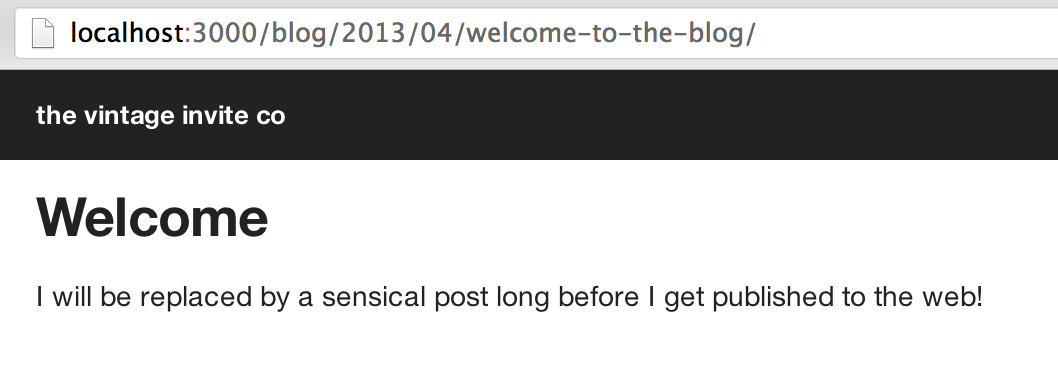 localhost:3000/blog/2013/04/welcome-to-the-blog/
the vintage invite co
Welcome
I will be replaced by a sensical post long before I get published to the web!